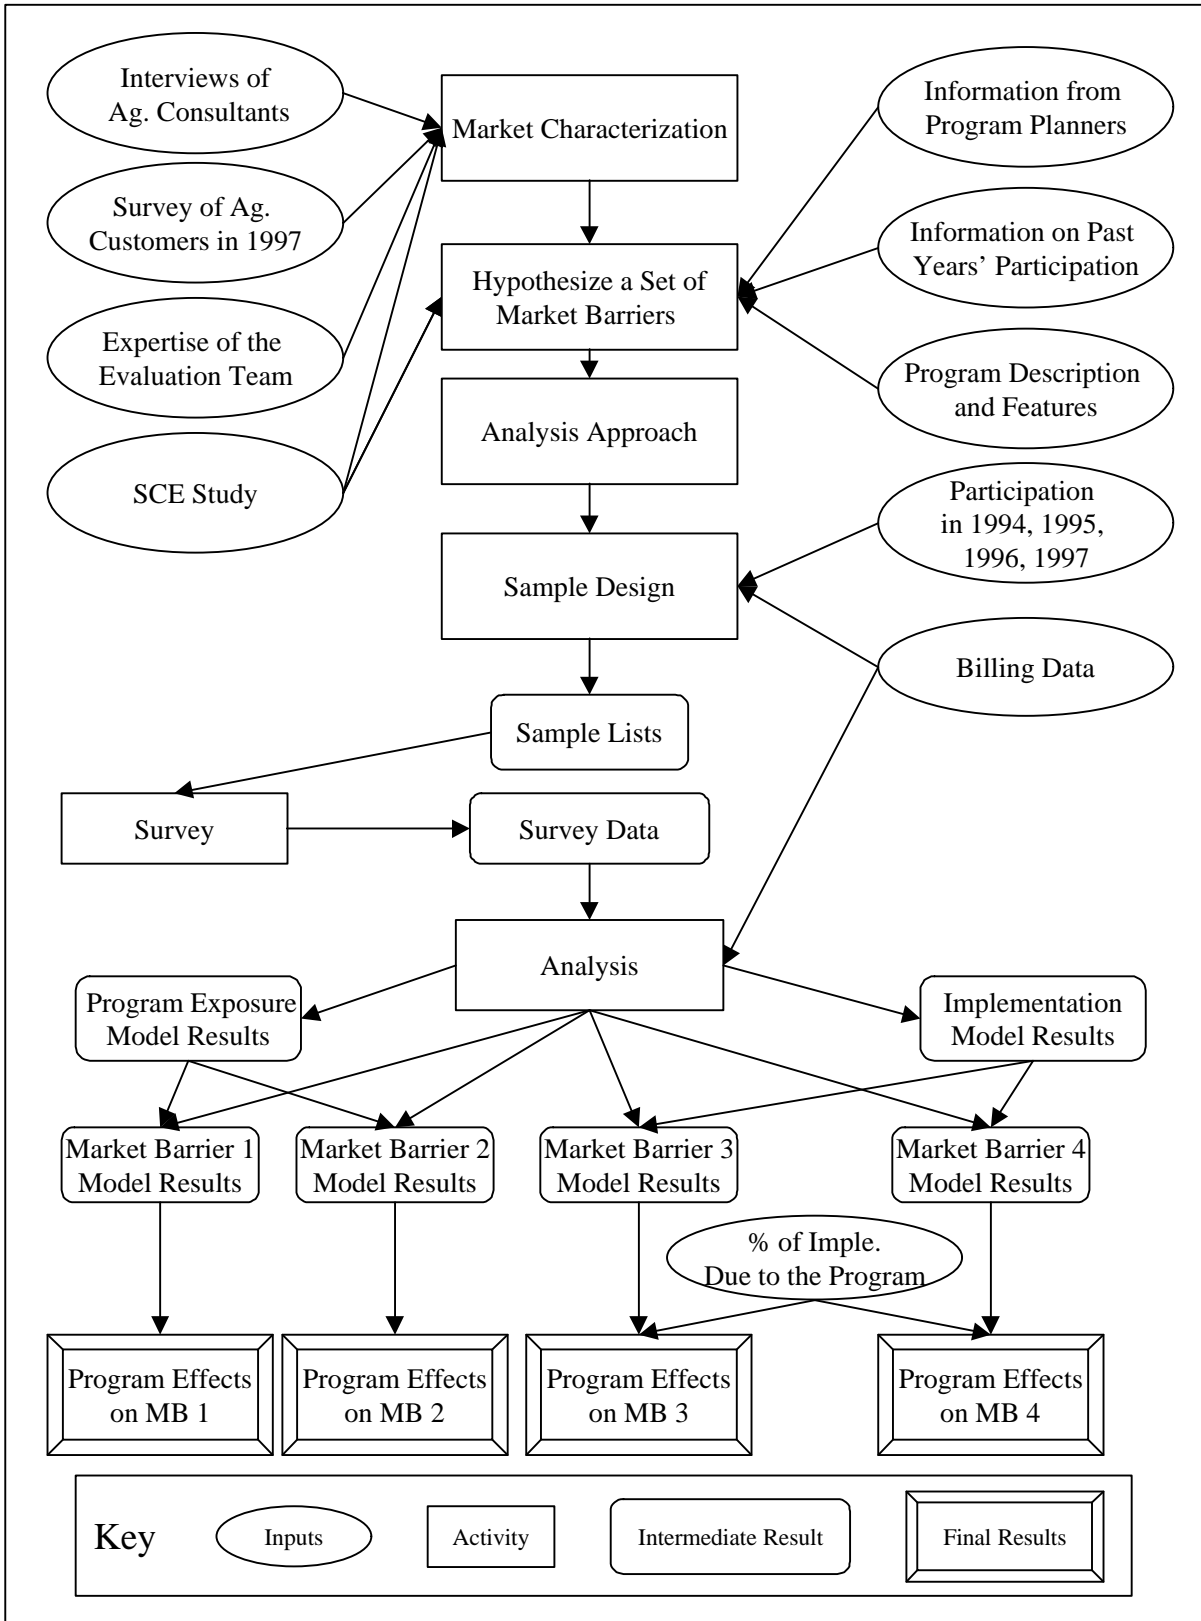 Interviews of
Ag. Consultants
Market Characterization
Information from
Program Planners
Survey of Ag.
Customers in 1997
Hypothesize a Set of
Market Barriers
Information on Past
Years’ Participation
Expertise of the
Evaluation Team
Program Description
and Features
Analysis Approach
SCE Study
Participation
in 1994, 1995,
1996, 1997
Sample Design
Billing Data
Sample Lists
Survey
Survey Data
Analysis
Program Exposure
Model Results
Implementation
Model Results
Market Barrier 1
Model Results
Market Barrier 2
Model Results
Market Barrier 3
Model Results
Market Barrier 4
Model Results
% of Imple.
Due to the Program
Program Effects
on MB 1
Program Effects
on MB 2
Program Effects
on MB 3
Program Effects
on MB 4
Key
Inputs
Activity
Intermediate Result
Final Results